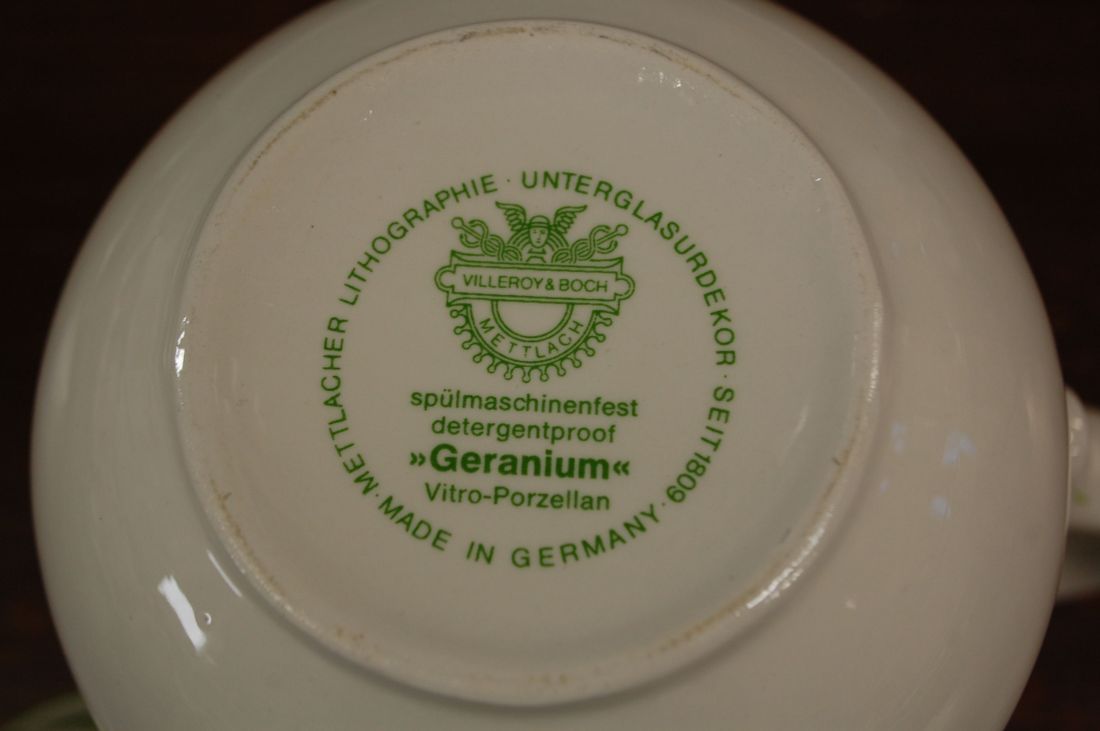 METTLACHER LITHOGRAPHIE · UNTERGLASURDEKOR · SEIT 1809 · MADE IN GERMANY ·
VILLEROY & BOCH
METTLACH
spülmaschinenfest
detergentproof
»Geranium«
Vitro-Porzellan